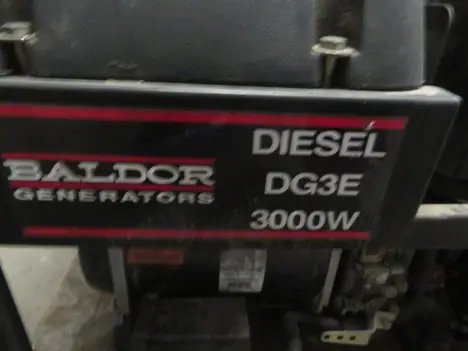 BALDOR
GENERATORS
DIESEL
DG3E
3000W